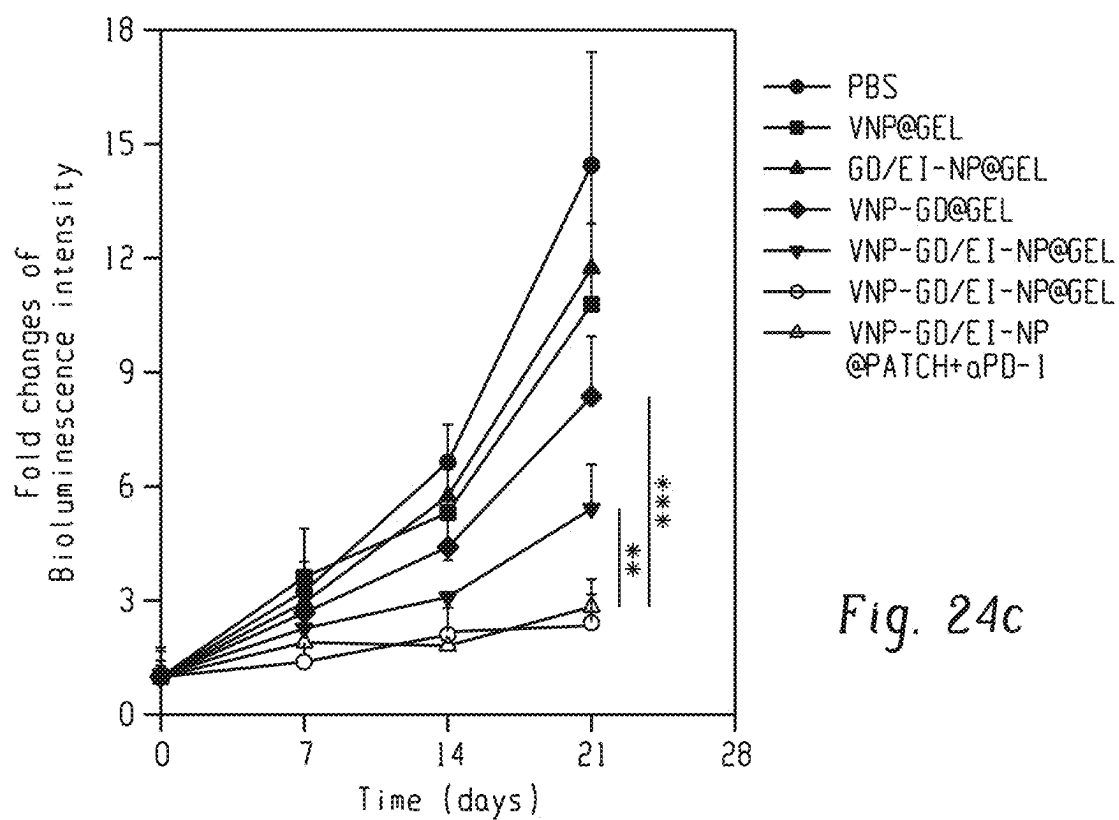 Fold changes of
Bioluminescence intensity
18
15
12
9
6
3
0
0 7 14 21 28
Time (days)
**
***
PBS
VNP@GEL
GD/EI-NP@GEL
VNP-GD@GEL
VNP-GD/EI-NP@GEL
VNP-GD/EI-NP@GEL
VNP-GD/EI-NP
@PATCH+aPD-1
Fig. 24c